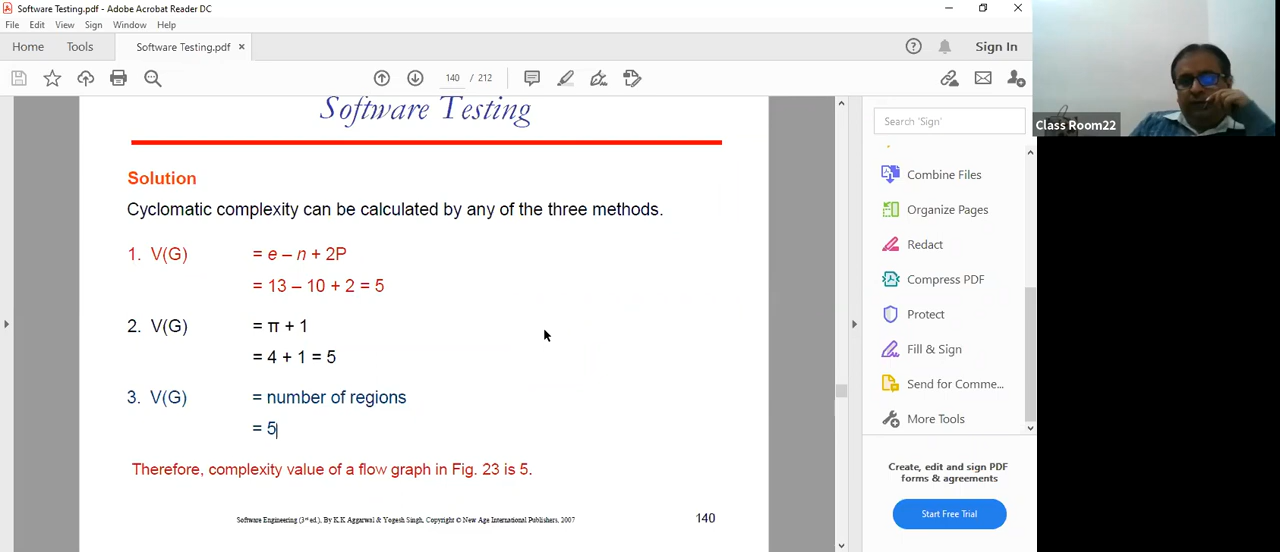 Software Testing.pdf - Adobe Acrobat Reader DC
File Edit View Sign Window Help
Home Tools Software Testing.pdf × Sign In
140 / 212
Software Testing
Solution
Cyclomatic complexity can be calculated by any of the three methods.
1. V(G) = e – n + 2P
= 13 – 10 + 2 = 5
2. V(G) = π + 1
= 4 + 1 = 5
3. V(G) = number of regions
= 5
Therefore, complexity value of a flow graph in Fig. 23 is 5.
Software Engineering (3rd ed.), By K.K Aggarwal & Yogesh Singh, Copyright © New Age International Publishers, 2007
140
Search 'Sign'
Combine Files
Organize Pages
Redact
Compress PDF
Protect
Fill & Sign
Send for Comme...
More Tools
Create, edit and sign PDF
forms & agreements
Start Free Trial
Class Room22